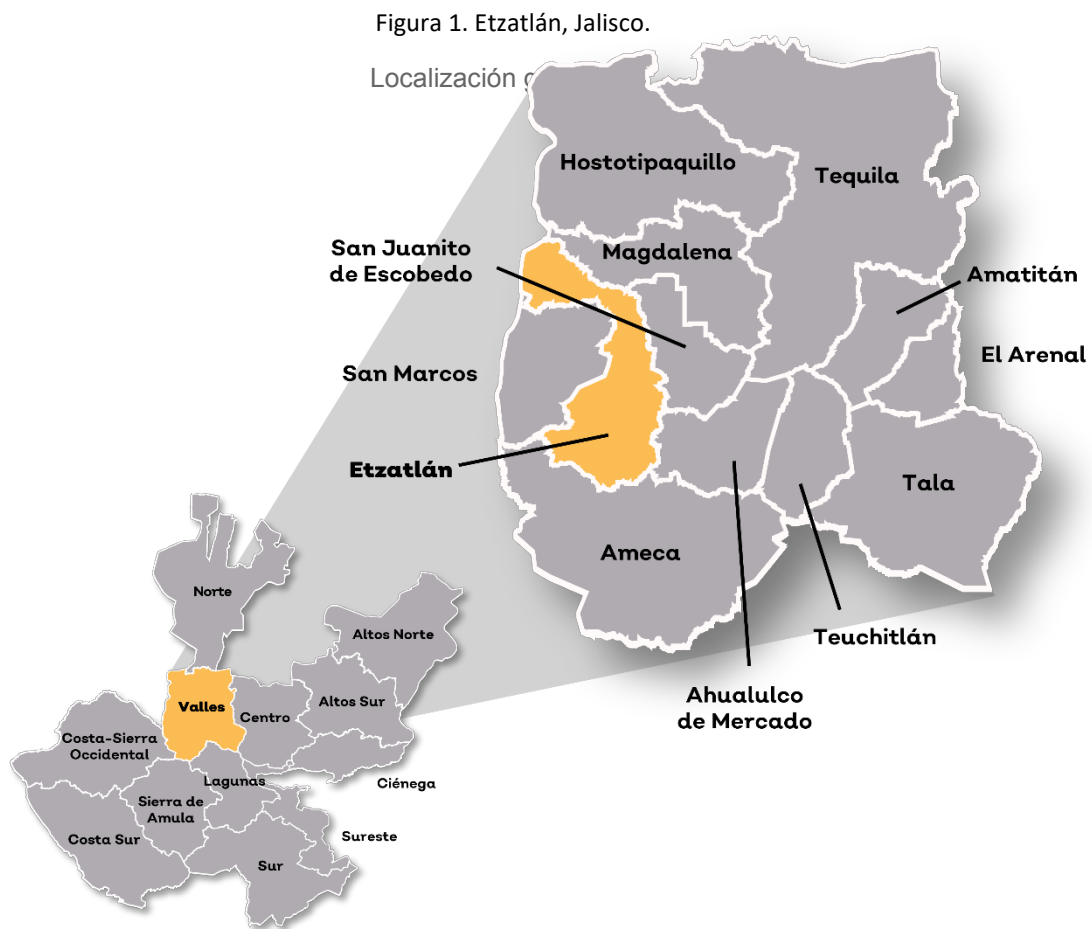 Figura 1. Etzatlán, Jalisco.
Localización
Hostotipaquillo
Tequila
San Juanito
de Escobedo
Magdalena
Amatitán
El Arenal
San Marcos
Etzatlán
Tala
Ameca
Teuchitlán
Ahualulco
de Mercado
Norte
Altos Norte
Valles
Centro
Altos Sur
Costa-Sierra
Occidental
Lagunas
Ciénega
Sierra de
Amula
Costa Sur
Sureste
Sur